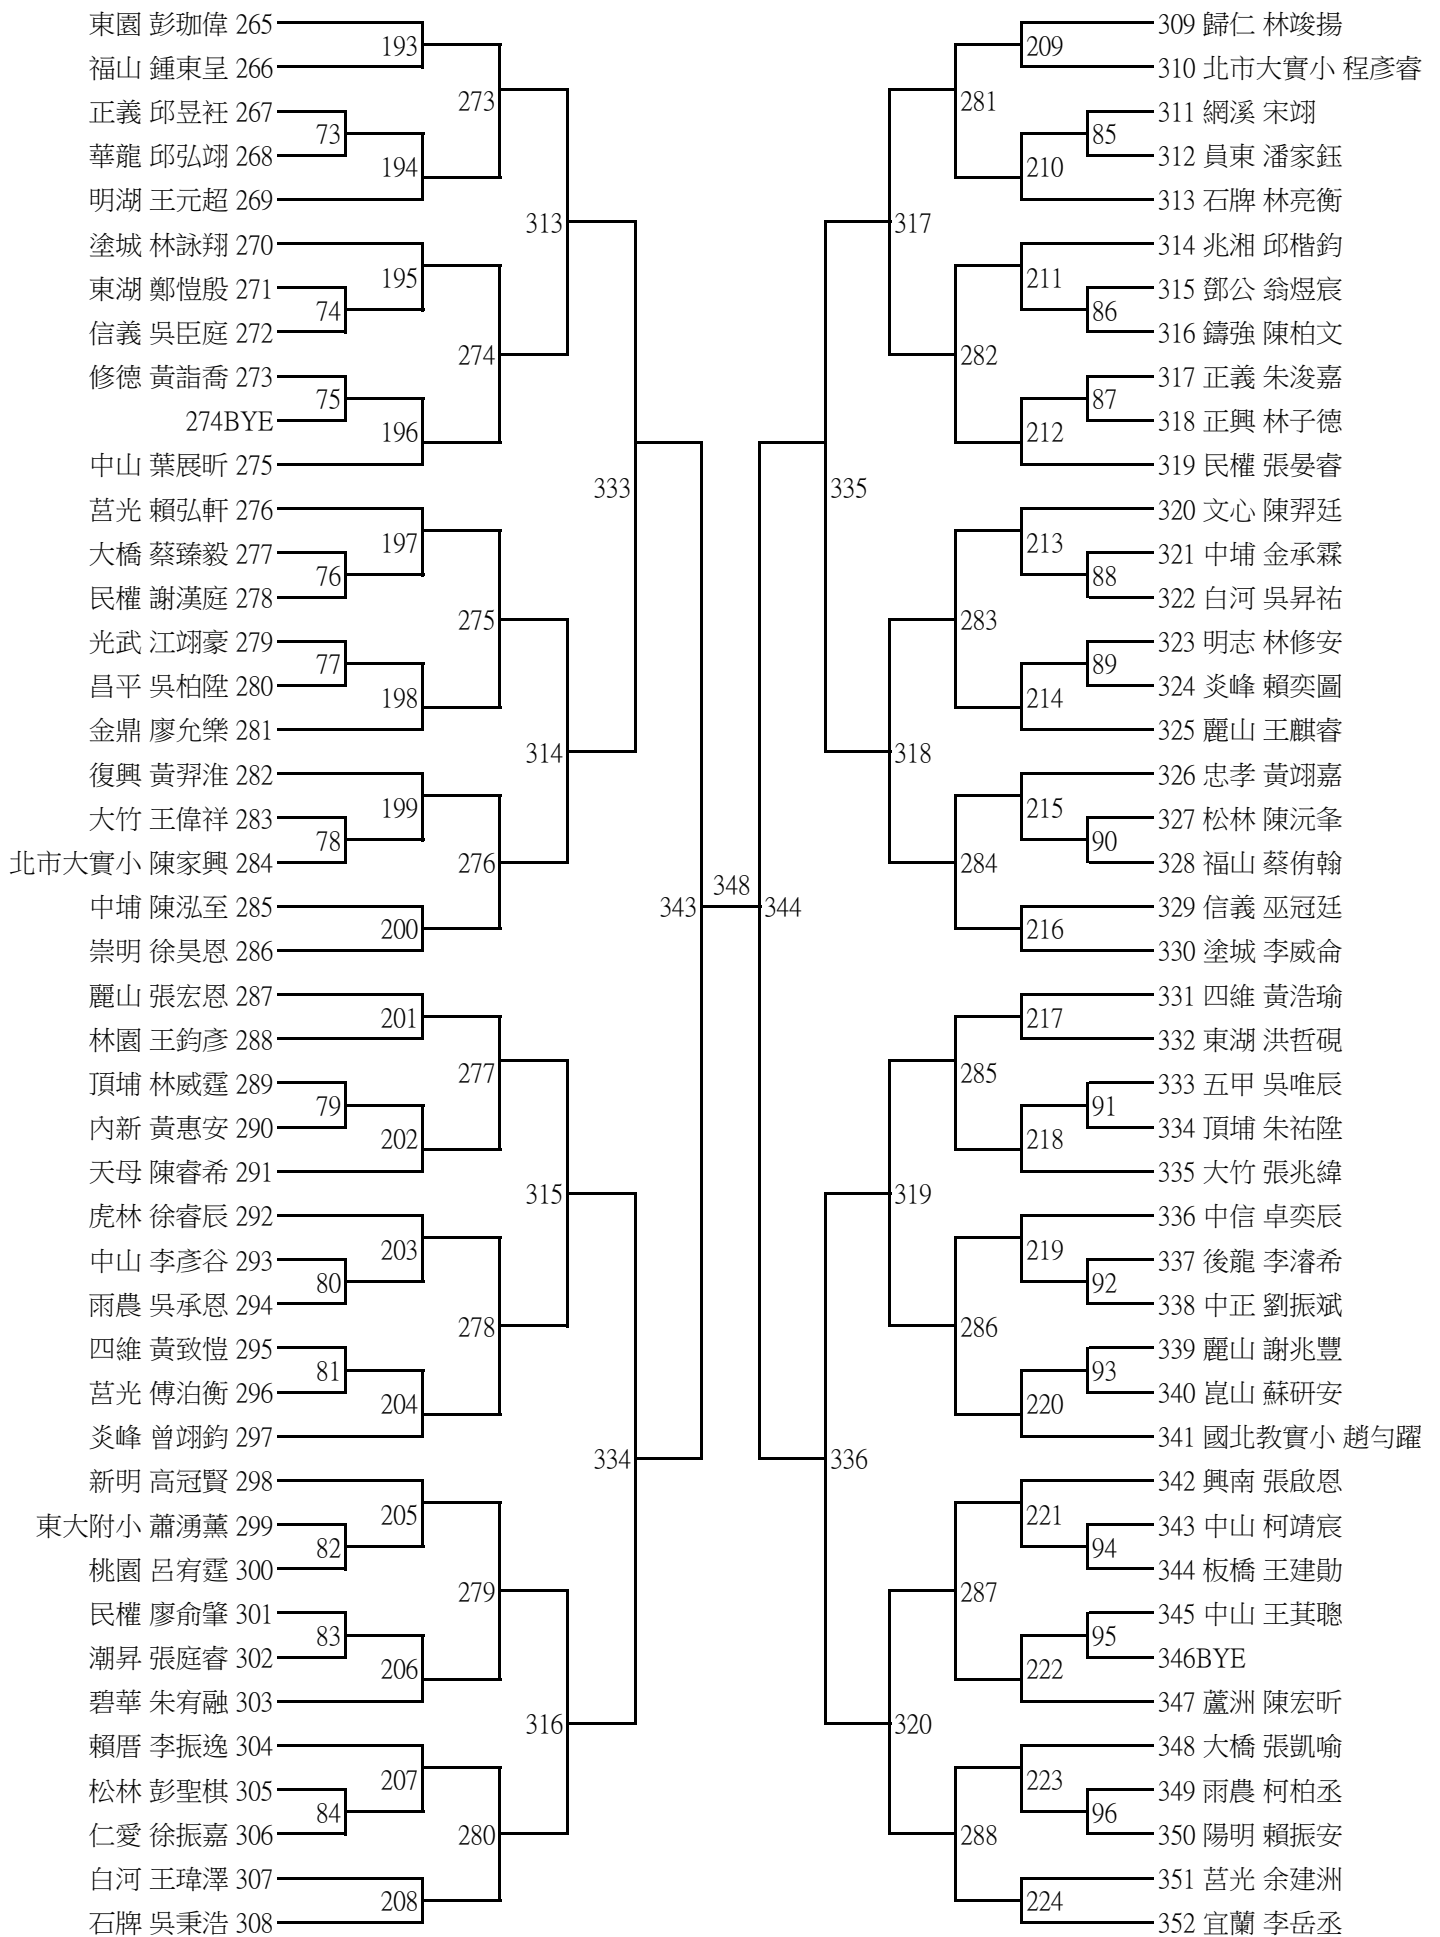 東園 彭珈偉 265
福山 鍾東呈 266
正義 邱昱衽 267
華龍 邱弘翊 268
明湖 王元超 269
塗城 林詠翔 270
東湖 鄭愷殷 271
信義 吳臣庭 272
修德 黃詣喬 273
274BYE
中山 葉展昕 275
莒光 賴弘軒 276
大橋 蔡臻毅 277
民權 謝漢庭 278
光武 江翊豪 279
昌平 吳柏陞 280
金鼎 廖允樂 281
復興 黃羿淮 282
大竹 王偉祥 283
北市大實小 陳家興 284
中埔 陳泓至 285
崇明 徐昊恩 286
麗山 張宏恩 287
林園 王鈞彥 288
頂埔 林威霆 289
內新 黃惠安 290
天母 陳睿希 291
虎林 徐睿辰 292
中山 李彥谷 293
雨農 吳承恩 294
四維 黃致愷 295
莒光 傅泊衡 296
炎峰 曾翊鈞 297
新明 高冠賢 298
東大附小 蕭湧薰 299
桃園 呂宥霆 300
民權 廖俞肇 301
潮昇 張庭睿 302
碧華 朱宥融 303
賴厝 李振逸 304
松林 彭聖棋 305
仁愛 徐振嘉 306
白河 王瑋澤 307
石牌 吳秉浩 308
73
74
75
76
77
78
79
80
81
82
83
84
193
194
195
196
197
198
199
200
201
202
203
204
205
206
207
208
273
274
275
276
277
278
279
280
313
314
315
316
333
334
343
348
344
335
336
317
318
319
320
281
282
283
284
285
286
287
288
209
210
211
212
213
214
215
216
217
218
219
220
221
222
223
224
85
86
87
88
89
90
91
92
93
94
95
96
309 歸仁 林竣揚
310 北市大實小 程彥睿
311 網溪 宋翊
312 員東 潘家鈺
313 石牌 林亮衡
314 兆湘 邱楷鈞
315 鄧公 翁煜宸
316 鑄強 陳柏文
317 正義 朱浚嘉
318 正興 林子德
319 民權 張晏睿
320 文心 陳羿廷
321 中埔 金承霖
322 白河 吳昇祐
323 明志 林修安
324 炎峰 賴奕圖
325 麗山 王麒睿
326 忠孝 黃翊嘉
327 松林 陳沅夆
328 福山 蔡侑翰
329 信義 巫冠廷
330 塗城 李威侖
331 四維 黃浩瑜
332 東湖 洪哲硯
333 五甲 吳唯辰
334 頂埔 朱祐陞
335 大竹 張兆緯
336 中信 卓奕辰
337 後龍 李濬希
338 中正 劉振斌
339 麗山 謝兆豐
340 崑山 蘇研安
341 國北教實小 趙勻躍
342 興南 張啟恩
343 中山 柯靖宸
344 板橋 王建勛
345 中山 王萁聰
346BYE
347 蘆洲 陳宏昕
348 大橋 張凱喻
349 雨農 柯柏丞
350 陽明 賴振安
351 莒光 余建洲
352 宜蘭 李岳丞